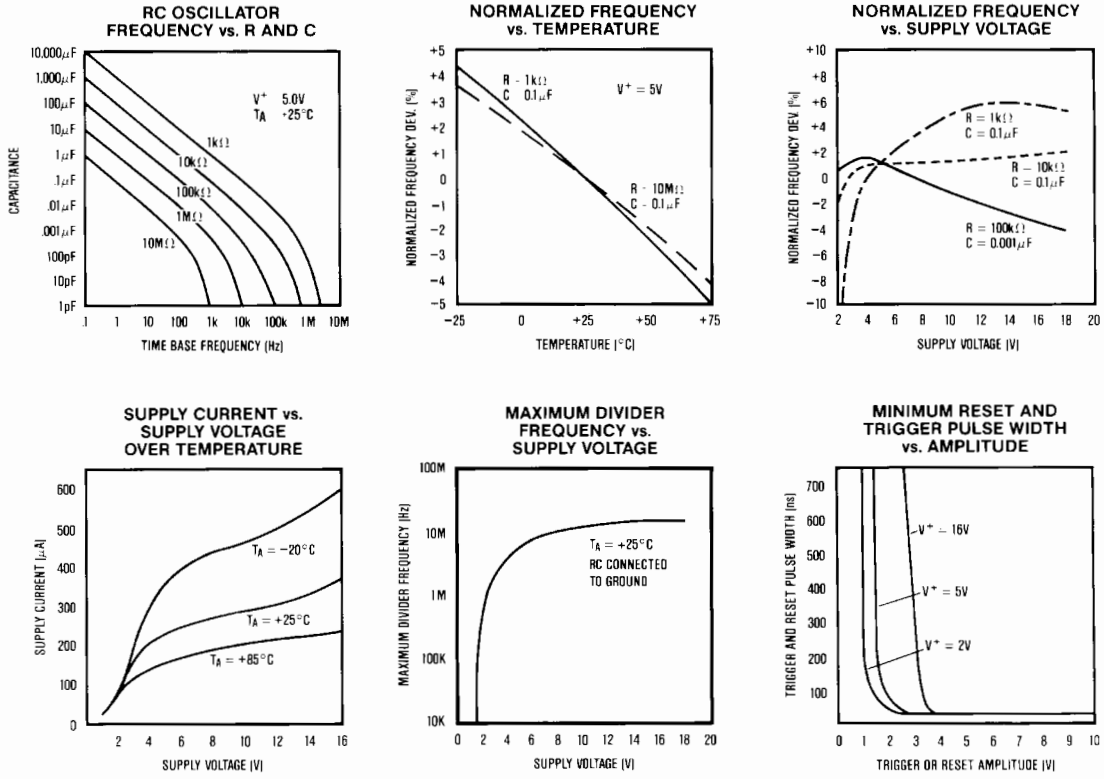 RC OSCILLATOR
FREQUENCY vs. R AND C
10,000µF
1,000µF
100µF
10µF
1µF
.1µF
.01µF
.001µF
100pF
10pF
1pF
CAPACITANCE
V+ 5.0V
TA +25°C
1kΩ
10kΩ
100kΩ
1MΩ
10MΩ
.1 1 10 100 1k 10k 100k 1M 10M
TIME BASE FREQUENCY (Hz)
NORMALIZED FREQUENCY
vs. TEMPERATURE
+5
+4
+3
+2
+1
0
−1
−2
−3
−4
−5
NORMALIZED FREQUENCY DEV. [%]
R - 1kΩ
C 0.1µF
V+ = 5V
R - 10MΩ
C - 0.1µF
−25 0 +25 +50 +75
TEMPERATURE [°C]
NORMALIZED FREQUENCY
vs. SUPPLY VOLTAGE
+10
+6
+2
0
−2
−4
−6
−8
−10
NORMALIZED FREQUENCY DEV. [%]
R = 1kΩ
C = 0.1µF
R = 10kΩ
C = 0.1µF
R = 100kΩ
C = 0.001µF
2 4 6 8 10 12 14 16 18 20
SUPPLY VOLTAGE [V]
SUPPLY CURRENT vs.
SUPPLY VOLTAGE
OVER TEMPERATURE
600
500
400
300
200
100
0
SUPPLY CURRENT [µA]
TA = −20°C
TA = +25°C
TA = +85°C
2 4 6 8 10 12 14 16
SUPPLY VOLTAGE [V]
MAXIMUM DIVIDER
FREQUENCY vs.
SUPPLY VOLTAGE
100M
10M
1M
100K
10K
MAXIMUM DIVIDER FREQUENCY [Hz]
TA = +25°C
RC CONNECTED
TO GROUND
0 2 4 6 8 10 12 14 16 18 20
SUPPLY VOLTAGE [V]
MINIMUM RESET AND
TRIGGER PULSE WIDTH
vs. AMPLITUDE
700
600
500
400
300
200
100
TRIGGER AND RESET PULSE WIDTH [ns]
V+ = 16V
V+ = 5V
V+ = 2V
0 1 2 3 4 5 6 7 8 9 10
TRIGGER OR RESET AMPLITUDE [V]